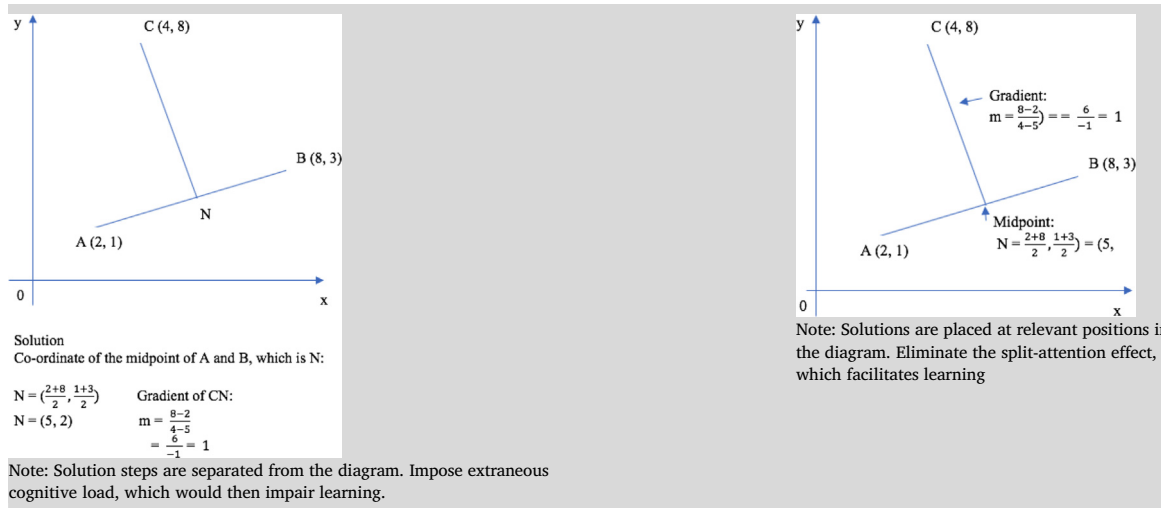 y
C (4, 8)
B (8, 3)
N
A (2, 1)
0
x
Solution
Co-ordinate of the midpoint of A and B, which is N:
N = (2+8/2, 1+3/2)
N = (5, 2)
Gradient of CN:
m = 8−2/4−5
= 6/−1 = 1
Note: Solution steps are separated from the diagram. Impose extraneous
cognitive load, which would then impair learning.
y
C (4, 8)
Gradient:
m = 8−2/4−5) = = 6/−1 = 1
B (8, 3)
Midpoint:
N = 2+8/2, 1+3/2) = (5,
A (2, 1)
0
x
Note: Solutions are placed at relevant positions i
the diagram. Eliminate the split-attention effect,
which facilitates learning